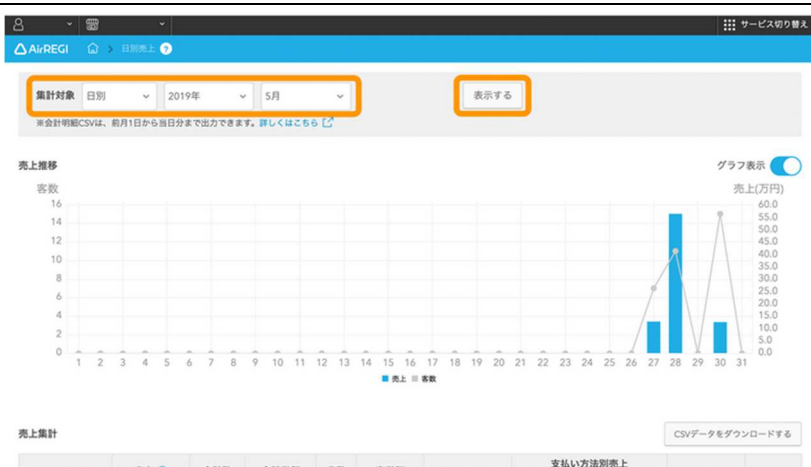 サービス切り替え
AirREGI > 日別売上 ?
集計対象 日別 2019年 5月 表示する
※会計明細CSVは、前月1日から当日分まで出力できます。詳しくはこちら
売上推移 グラフ表示
客数 売上(万円)
16 60.0
55.0
14 50.0
12 45.0
40.0
10 35.0
8 30.0
25.0
6 20.0
4 15.0
10.0
2 5.0
0 0.0
1 2 3 4 5 6 7 8 9 10 11 12 13 14 15 16 17 18 19 20 21 22 23 24 25 26 27 28 29 30 31
売上 客数
売上集計 CSVデータをダウンロードする
支払い方法別売上